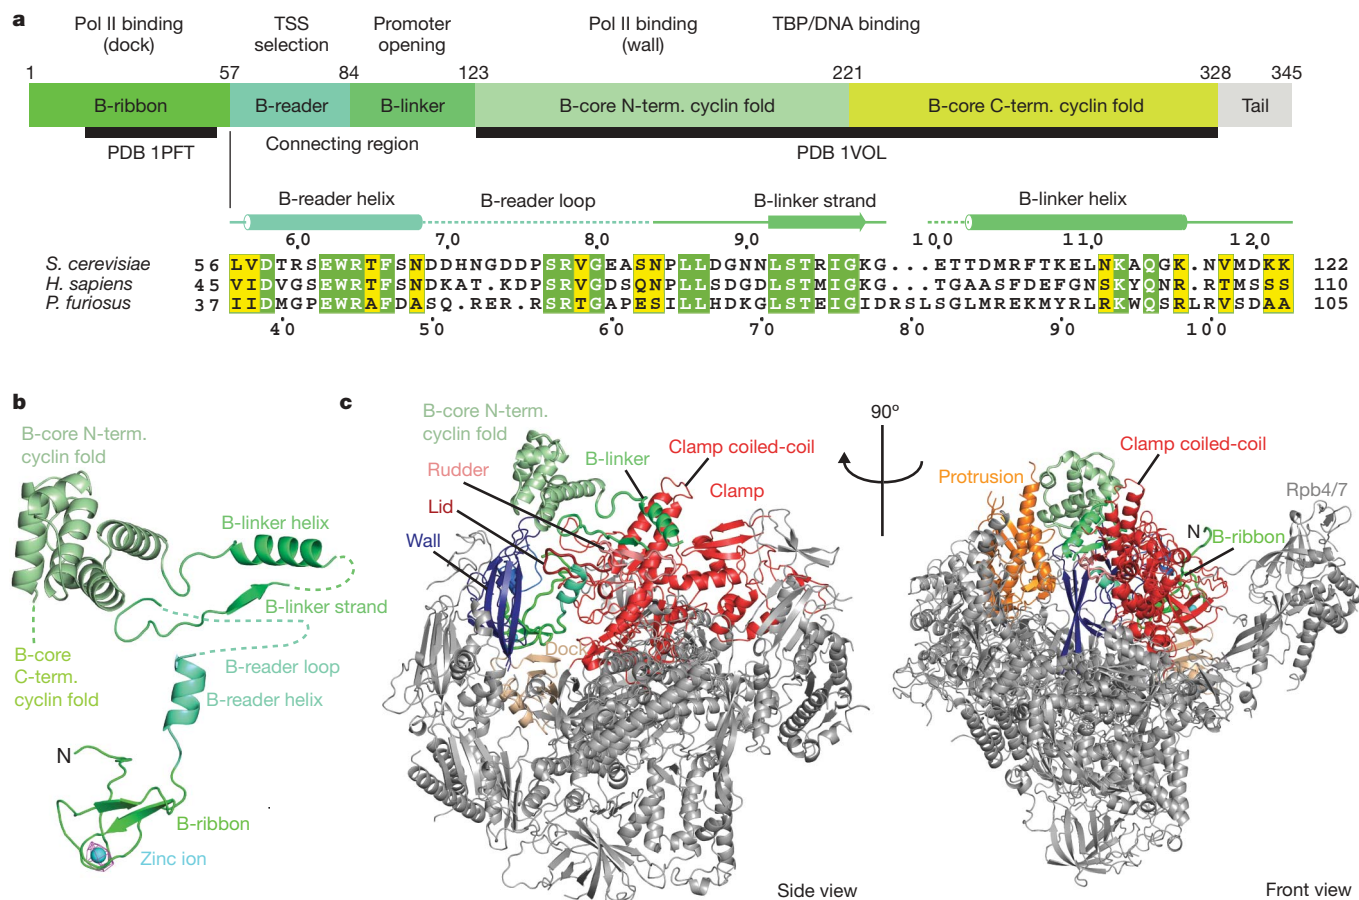 a
Pol II binding (dock)
TSS selection
Promoter opening
Pol II binding (wall)
TBP/DNA binding
1 57 84 123 221 328 345
B-ribbon B-reader B-linker B-core N-term. cyclin fold B-core C-term. cyclin fold Tail
PDB 1PFT
Connecting region
PDB 1VOL
B-reader helix B-reader loop B-linker strand B-linker helix
60 70 80 90 100 110 120
S. cerevisiae 56 LVDTRSEWRTFSNDDHNGDDPSRVGEASNPLLDGNNLSTRIGKG...ETTDMRFTKELNKAQGK.NVMDKK 122
H. sapiens 45 VIDVGSEWRTFSNDKAT.KDPSRVGDSQNPLLSDGDLSTMIGKG...TGAASFDEFGNSKYQNR.RTMSSS 110
P. furiosus 37 IIDMGPEWRAFDASQ.RER.RSRTGAPESILLHDKGLSTEIGIDRSLSGLMREKMYRLRKWQSRLRVSDAA 105
40 50 60 70 80 90 100
b
B-core N-term. cyclin fold
B-linker helix
B-linker strand
B-core C-term. cyclin fold
B-reader loop
B-reader helix
N
B-ribbon
Zinc ion
c
B-core N-term. cyclin fold
Rudder
Lid
Wall
B-linker
Clamp coiled-coil
Clamp
Dock
Side view
90°
Protrusion
Clamp coiled-coil
Rpb4/7
N
B-ribbon
Front view